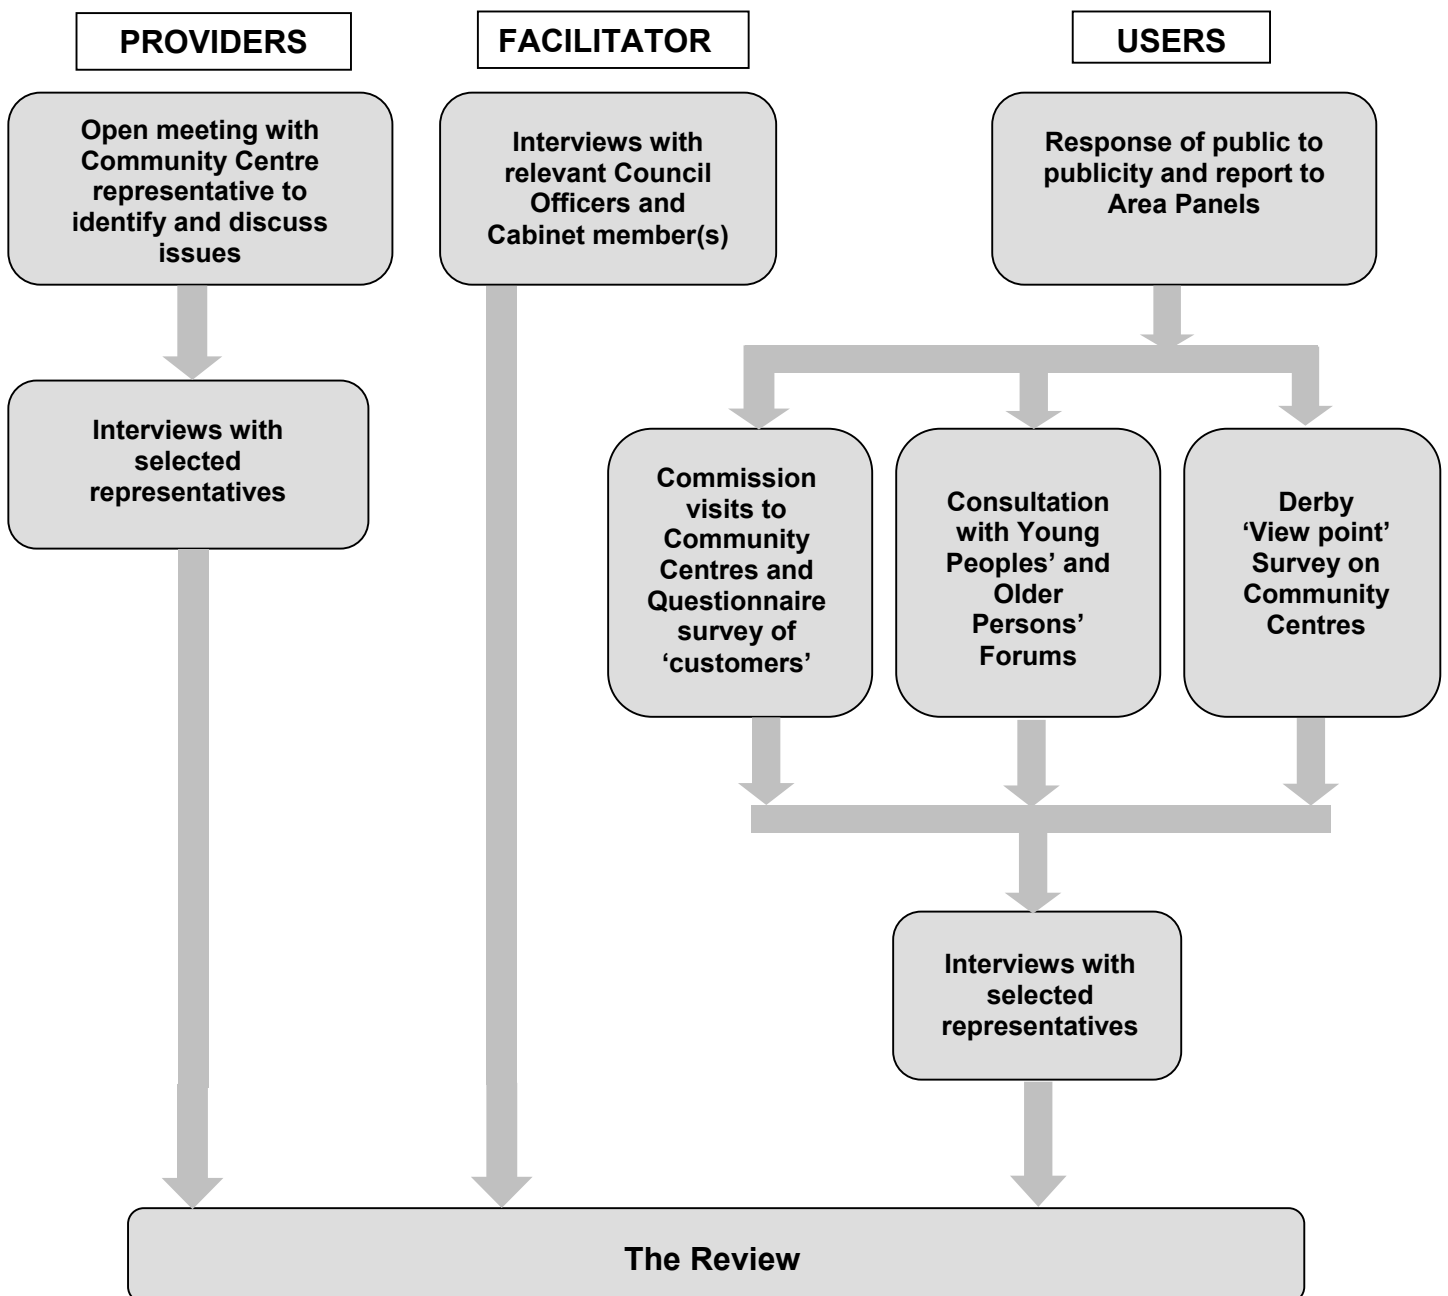 PROVIDERS
FACILITATOR
USERS
Open meeting with
Community Centre
representative to
identify and discuss
issues
Interviews with
relevant Council
Officers and
Cabinet member(s)
Response of public to
publicity and report to
Area Panels
Interviews with
selected
representatives
Commission
visits to
Community
Centres and
Questionnaire
survey of
‘customers’
Consultation
with Young
Peoples’ and
Older
Persons’
Forums
Derby
‘View point’
Survey on
Community
Centres
Interviews with
selected
representatives
The Review